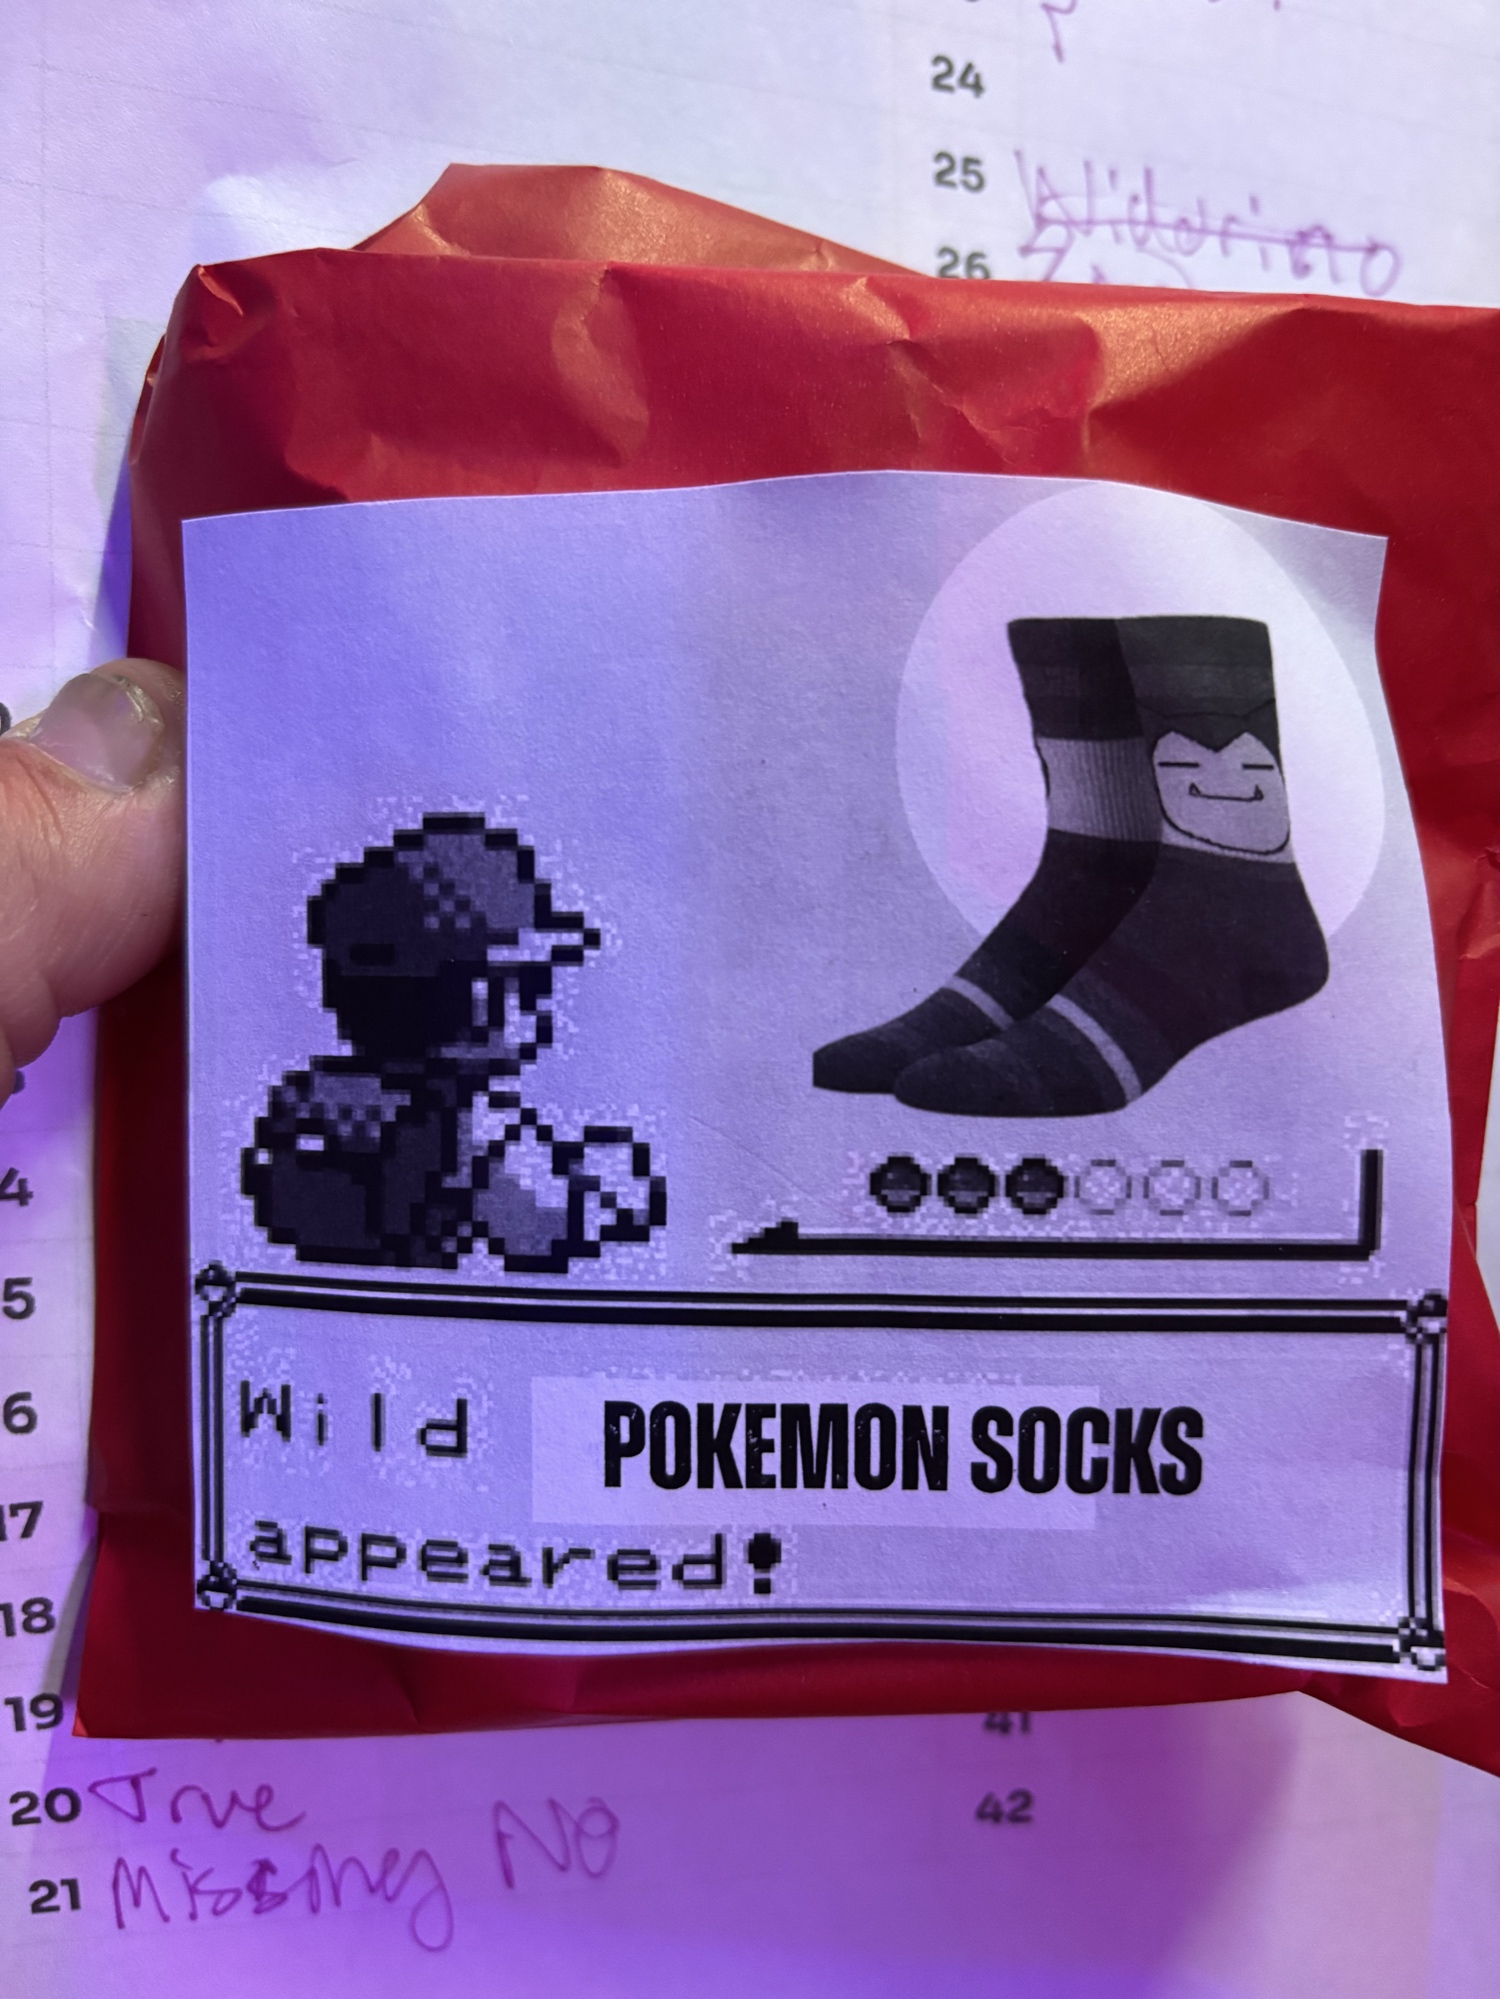 24
25 Nidorino
26
Wild POKEMON SOCKS
appeared!
4
5
6
17
18
19
41
20 True
42
21 Missing NO